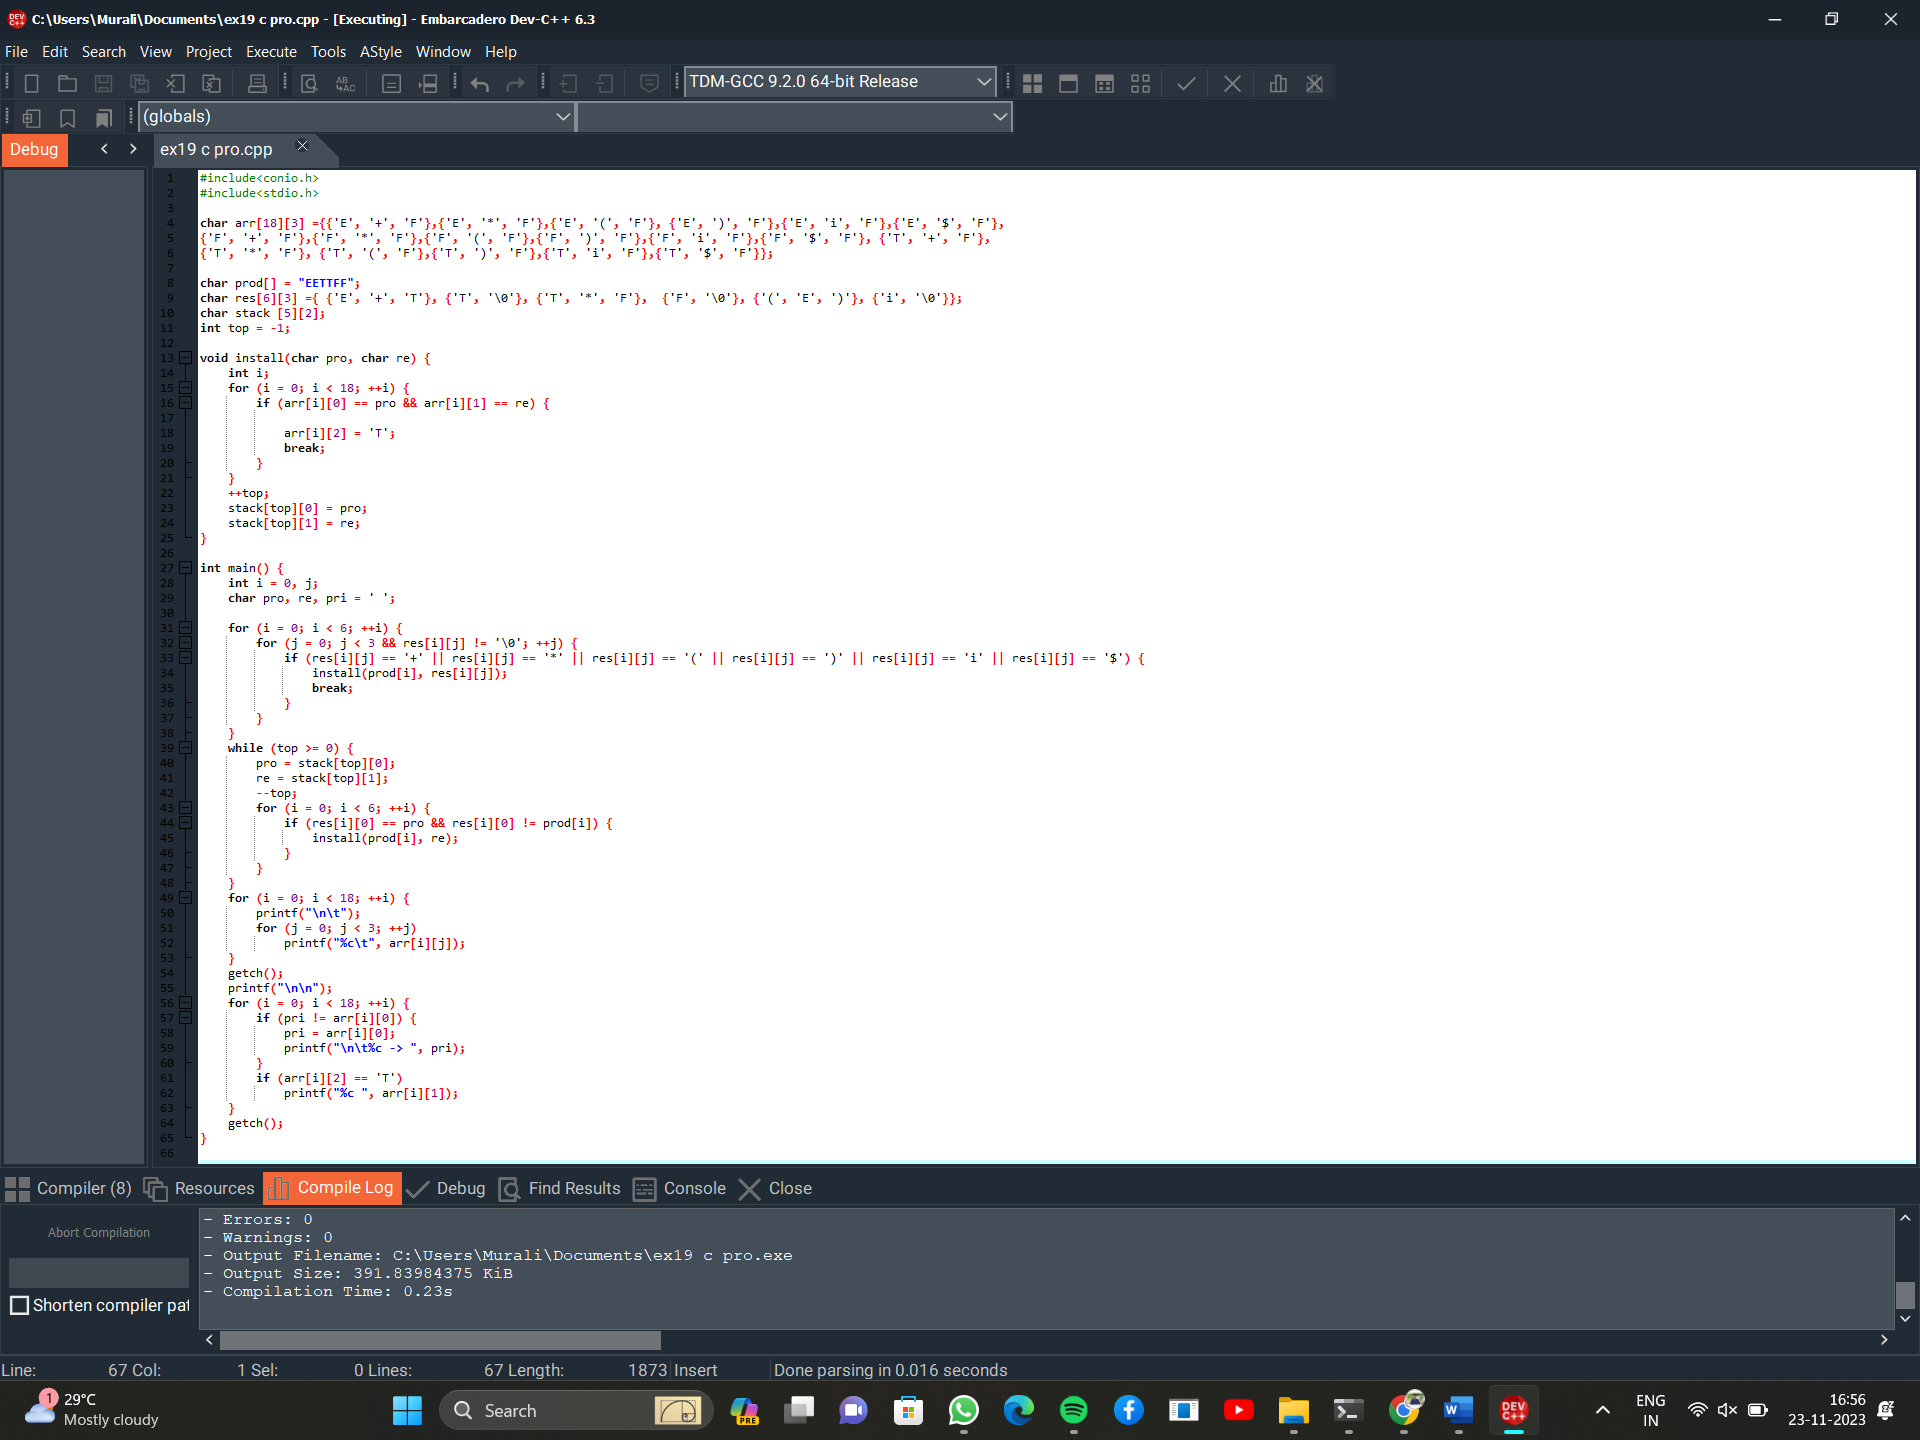 C:\Users\Murali\Documents\ex19 c pro.cpp - [Executing] - Embarcadero Dev-C++ 6.3
File Edit Search View Project Execute Tools AStyle Window Help
TDM-GCC 9.2.0 64-bit Release
(globals)
Debug
ex19 c pro.cpp
1 #include<conio.h>
2 #include<stdio.h>
3
4 char arr[18][3] ={{'E', '+', 'F'},{'E', '*', 'F'},{'E', '(', 'F'}, {'E', ')', 'F'},{'E', 'i', 'F'},{'E', '$', 'F'},
5 {'F', '+', 'F'},{'F', '*', 'F'},{'F', '(', 'F'},{'F', ')', 'F'},{'F', 'i', 'F'},{'F', '$', 'F'}, {'T', '+', 'F'},
6 {'T', '*', 'F'}, {'T', '(', 'F'},{'T', ')', 'F'},{'T', 'i', 'F'},{'T', '$', 'F'}};
7
8 char prod[] = "EETTFF";
9 char res[6][3] ={ {'E', '+', 'T'}, {'T', '\0'}, {'T', '*', 'F'},  {'F', '\0'}, {'(', 'E', ')'}, {'i', '\0'}};
10 char stack [5][2];
11 int top = -1;
12
13 void install(char pro, char re) {
14     int i;
15     for (i = 0; i < 18; ++i) {
16         if (arr[i][0] == pro && arr[i][1] == re) {
17
18             arr[i][2] = 'T';
19             break;
20         }
21     }
22     ++top;
23     stack[top][0] = pro;
24     stack[top][1] = re;
25 }
26
27 int main() {
28     int i = 0, j;
29     char pro, re, pri = ' ';
30
31     for (i = 0; i < 6; ++i) {
32         for (j = 0; j < 3 && res[i][j] != '\0'; ++j) {
33             if (res[i][j] == '+' || res[i][j] == '*' || res[i][j] == '(' || res[i][j] == ')' || res[i][j] == 'i' || res[i][j] == '$') {
34                 install(prod[i], res[i][j]);
35                 break;
36             }
37         }
38     }
39     while (top >= 0) {
40         pro = stack[top][0];
41         re = stack[top][1];
42         --top;
43         for (i = 0; i < 6; ++i) {
44             if (res[i][0] == pro && res[i][0] != prod[i]) {
45                 install(prod[i], re);
46             }
47         }
48     }
49     for (i = 0; i < 18; ++i) {
50         printf("\n\t");
51         for (j = 0; j < 3; ++j)
52             printf("%c\t", arr[i][j]);
53     }
54     getch();
55     printf("\n\n");
56     for (i = 0; i < 18; ++i) {
57         if (pri != arr[i][0]) {
58             pri = arr[i][0];
59             printf("\n\t%c -> ", pri);
60         }
61         if (arr[i][2] == 'T')
62             printf("%c ", arr[i][1]);
63     }
64     getch();
65 }
66
Compiler (8) Resources Compile Log Debug Find Results Console Close
Abort Compilation
Shorten compiler pat
- Errors: 0
- Warnings: 0
- Output Filename: C:\Users\Murali\Documents\ex19 c pro.exe
- Output Size: 391.83984375 KiB
- Compilation Time: 0.23s
Line: 67 Col: 1 Sel: 0 Lines: 67 Length: 1873 Insert Done parsing in 0.016 seconds
1 29°C
Mostly cloudy
Search
PRE
DEV C++
ENG
IN
16:56
23-11-2023